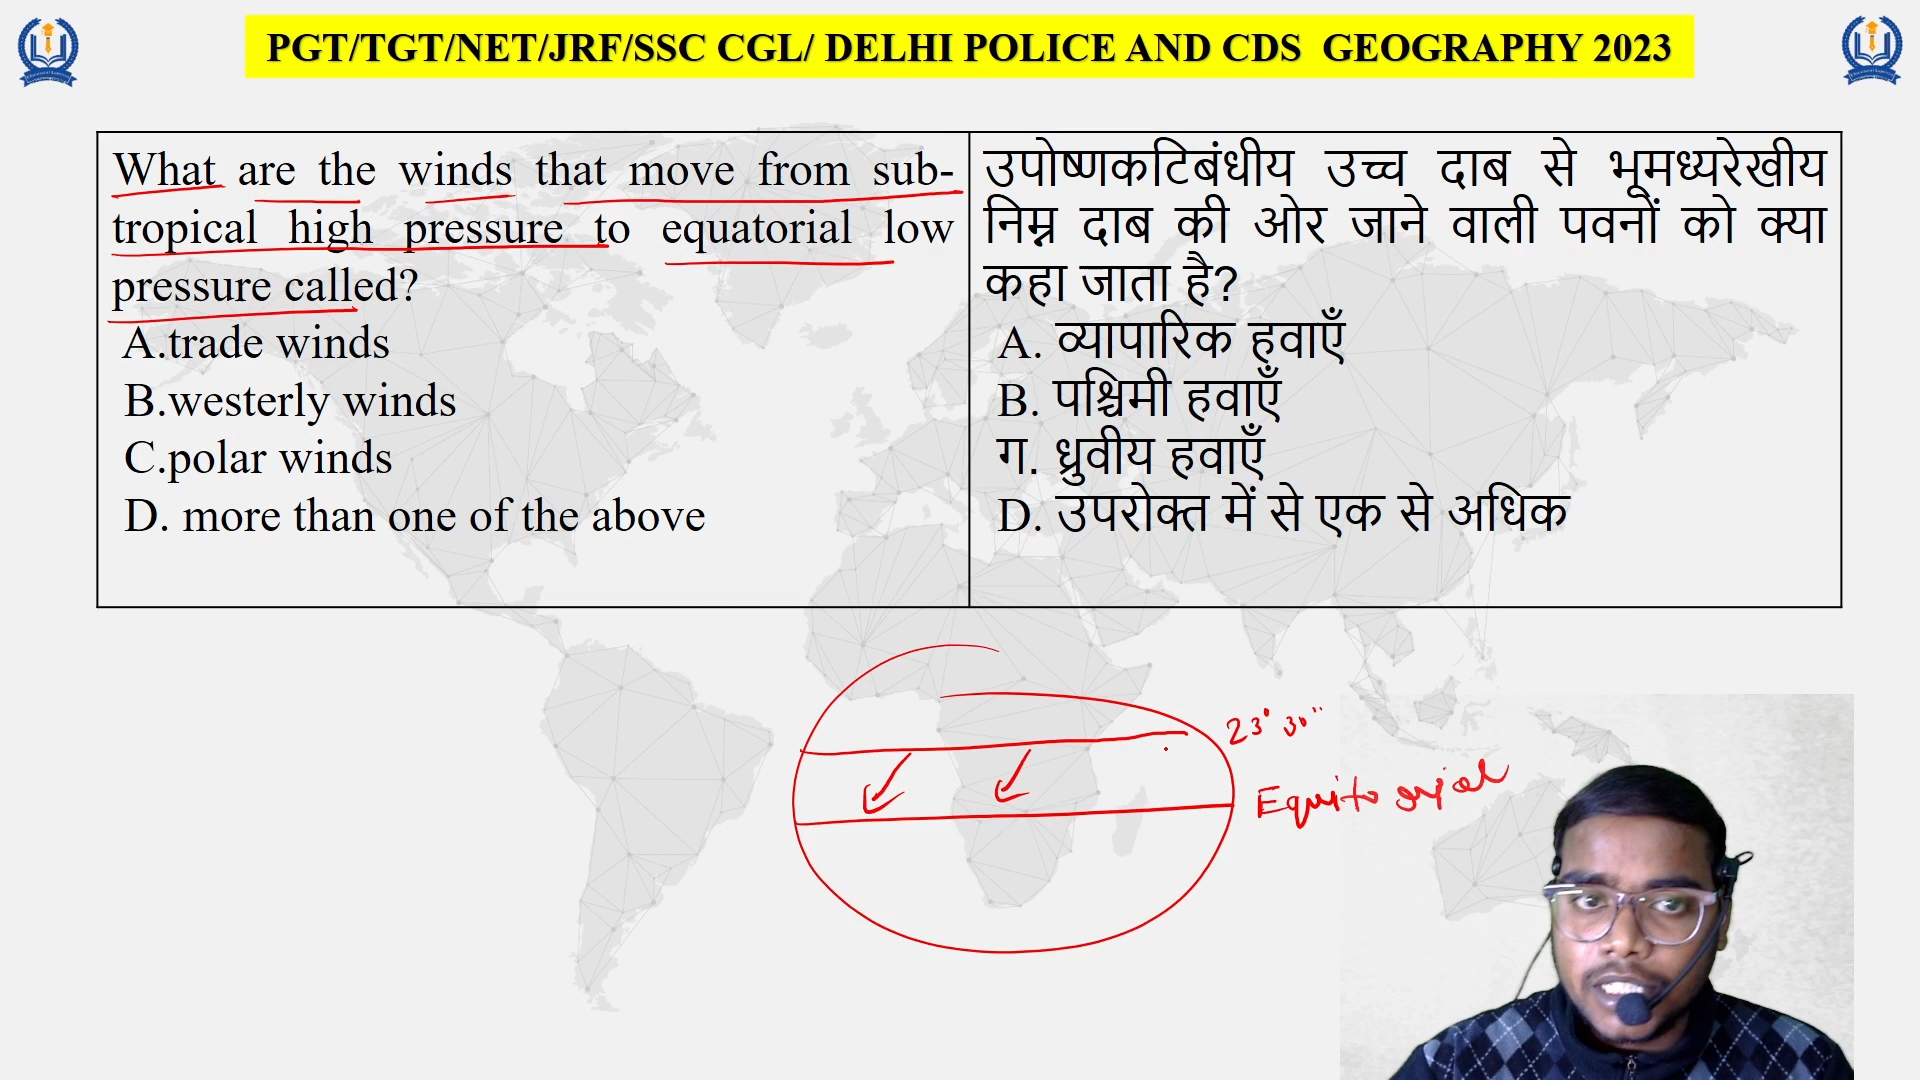 PGT/TGT/NET/JRF/SSC CGL/ DELHI POLICE AND CDS GEOGRAPHY 2023
What are the winds that move from sub-
tropical high pressure to equatorial low
pressure called?
A.trade winds
B.westerly winds
C.polar winds
D. more than one of the above
उपोष्णकटिबंधीय उच्च दाब से भूमध्यरेखीय
निम्न दाब की ओर जाने वाली पवनों को क्या
कहा जाता है?
A. व्यापारिक हवाएँ
B. पश्चिमी हवाएँ
ग. ध्रुवीय हवाएँ
D. उपरोक्त में से एक से अधिक
23° 30"
Equitorial